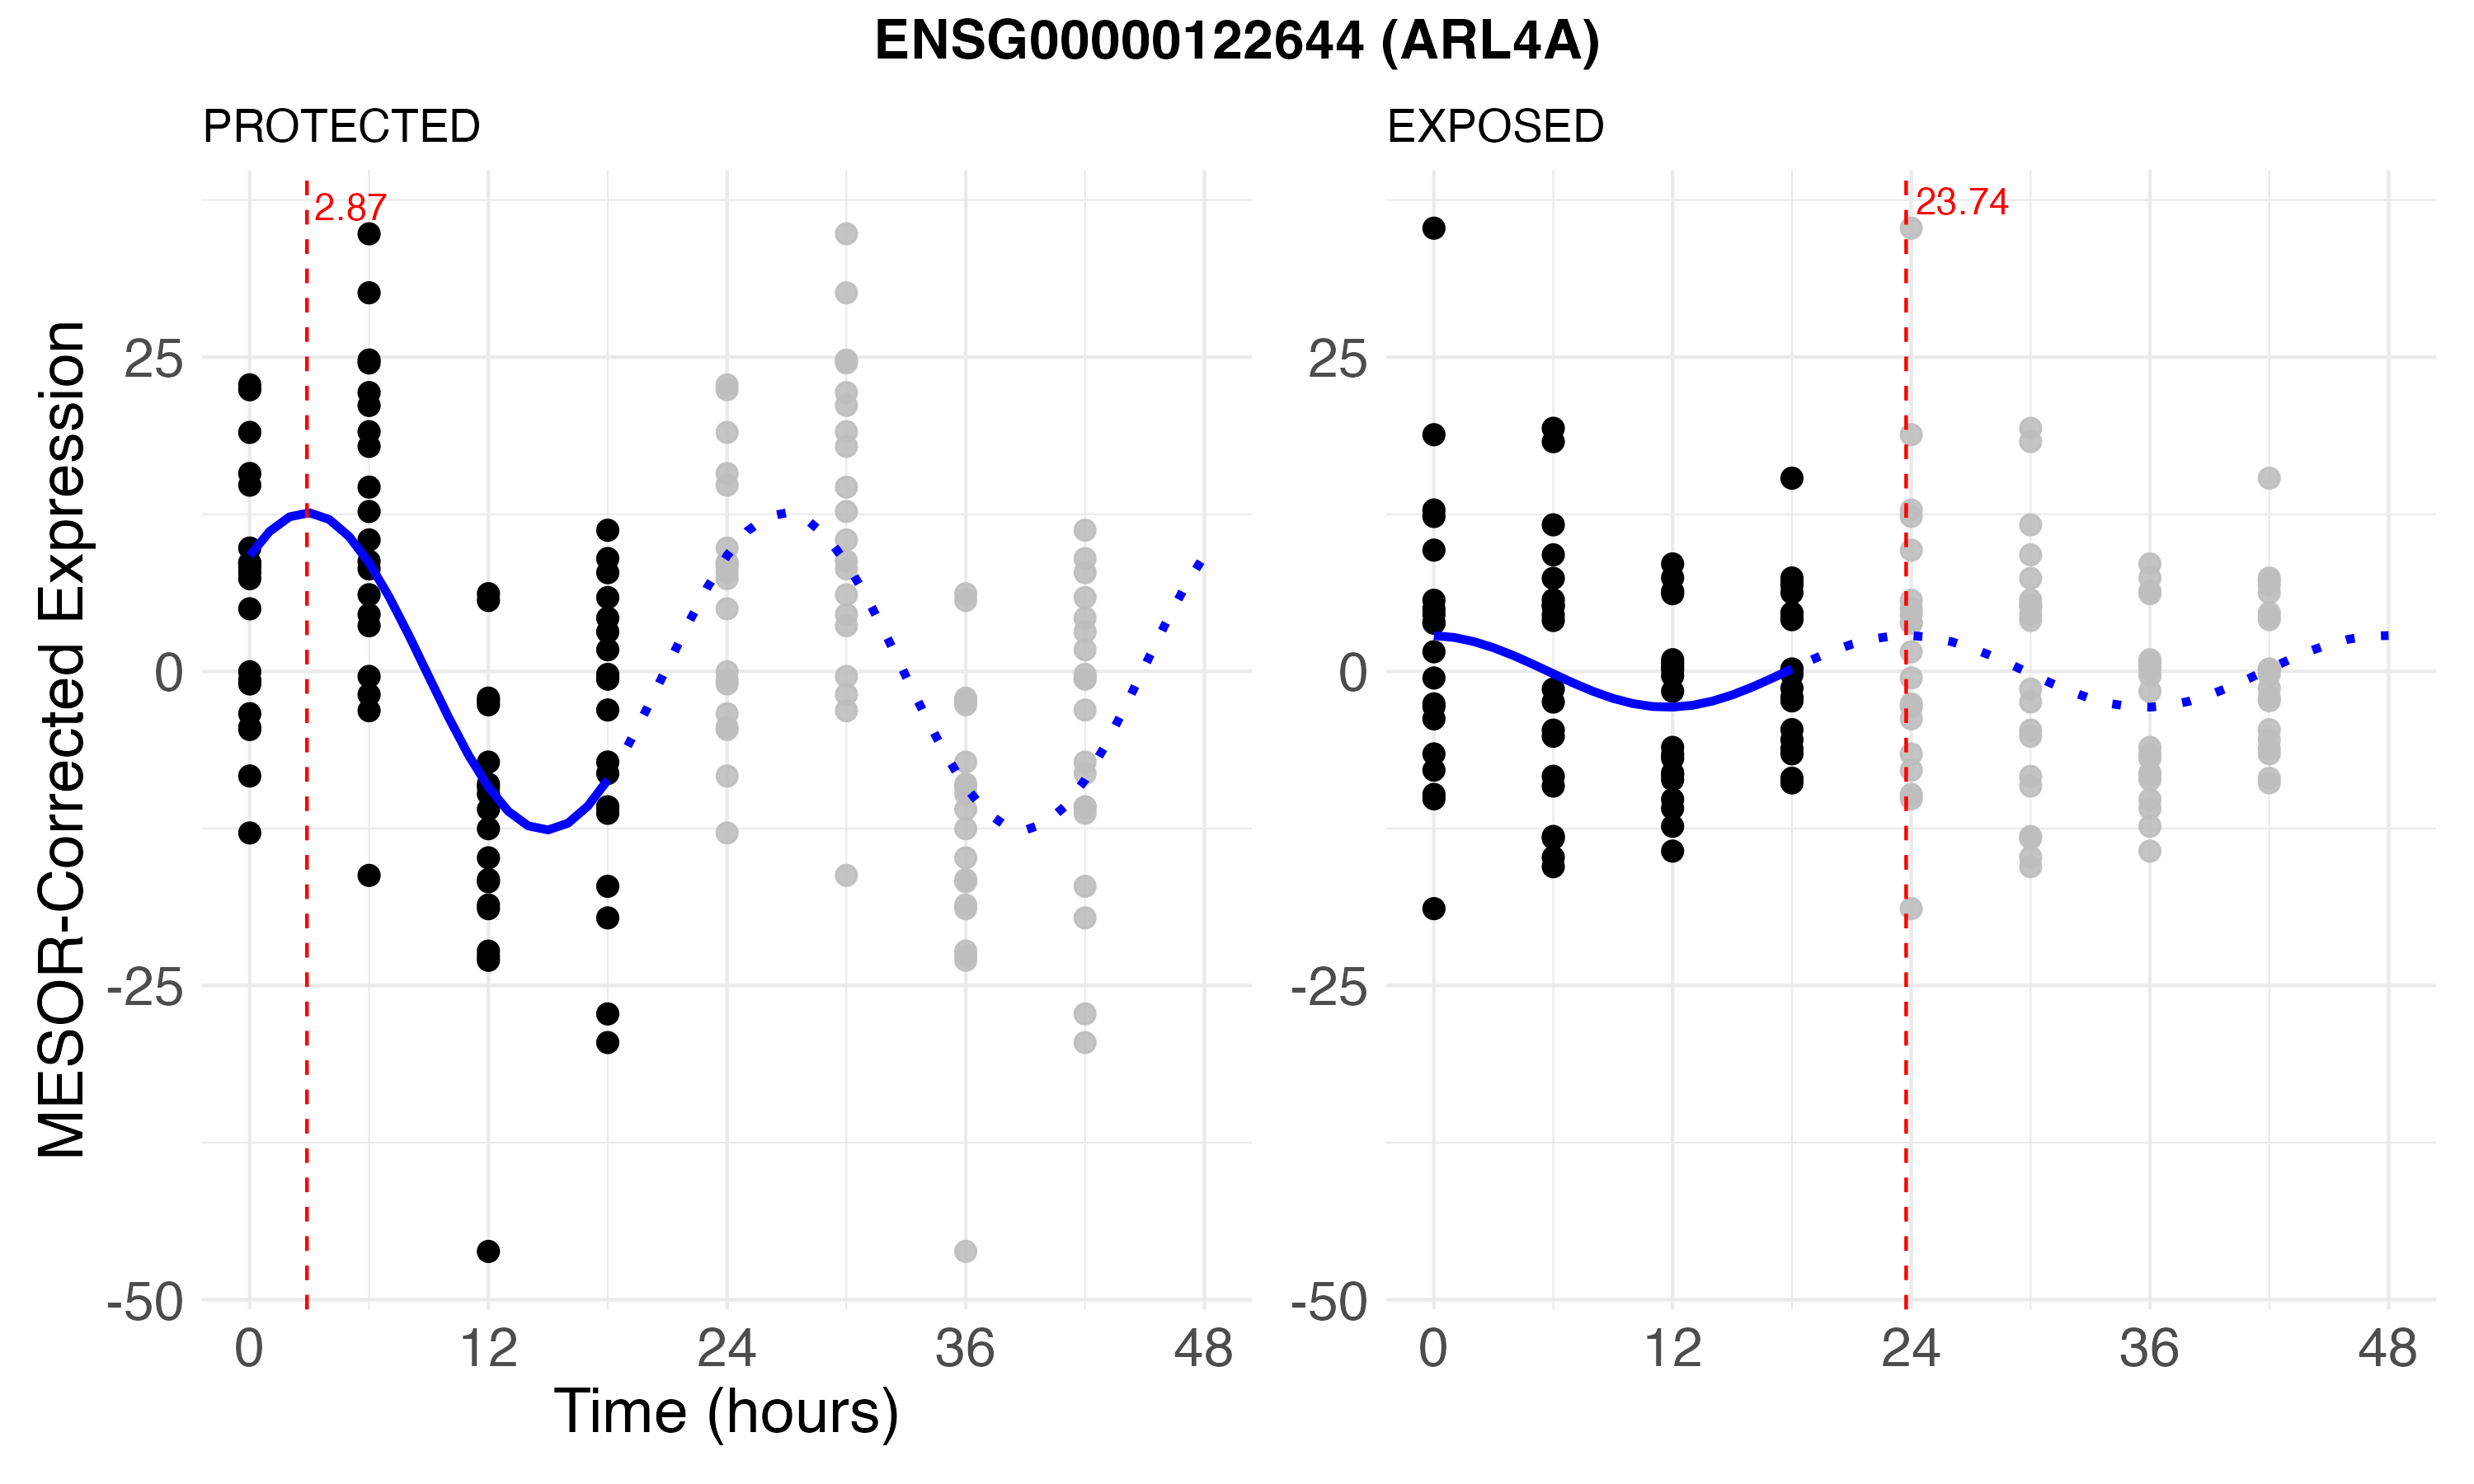 ENSG00000122644 (ARL4A)
PROTECTED
EXPOSED
MESOR-Corrected Expression
25
0
-25
-50
2.87
0 12 24 36 48
25
0
-25
-50
23.74
0 12 24 36 48
Time (hours)